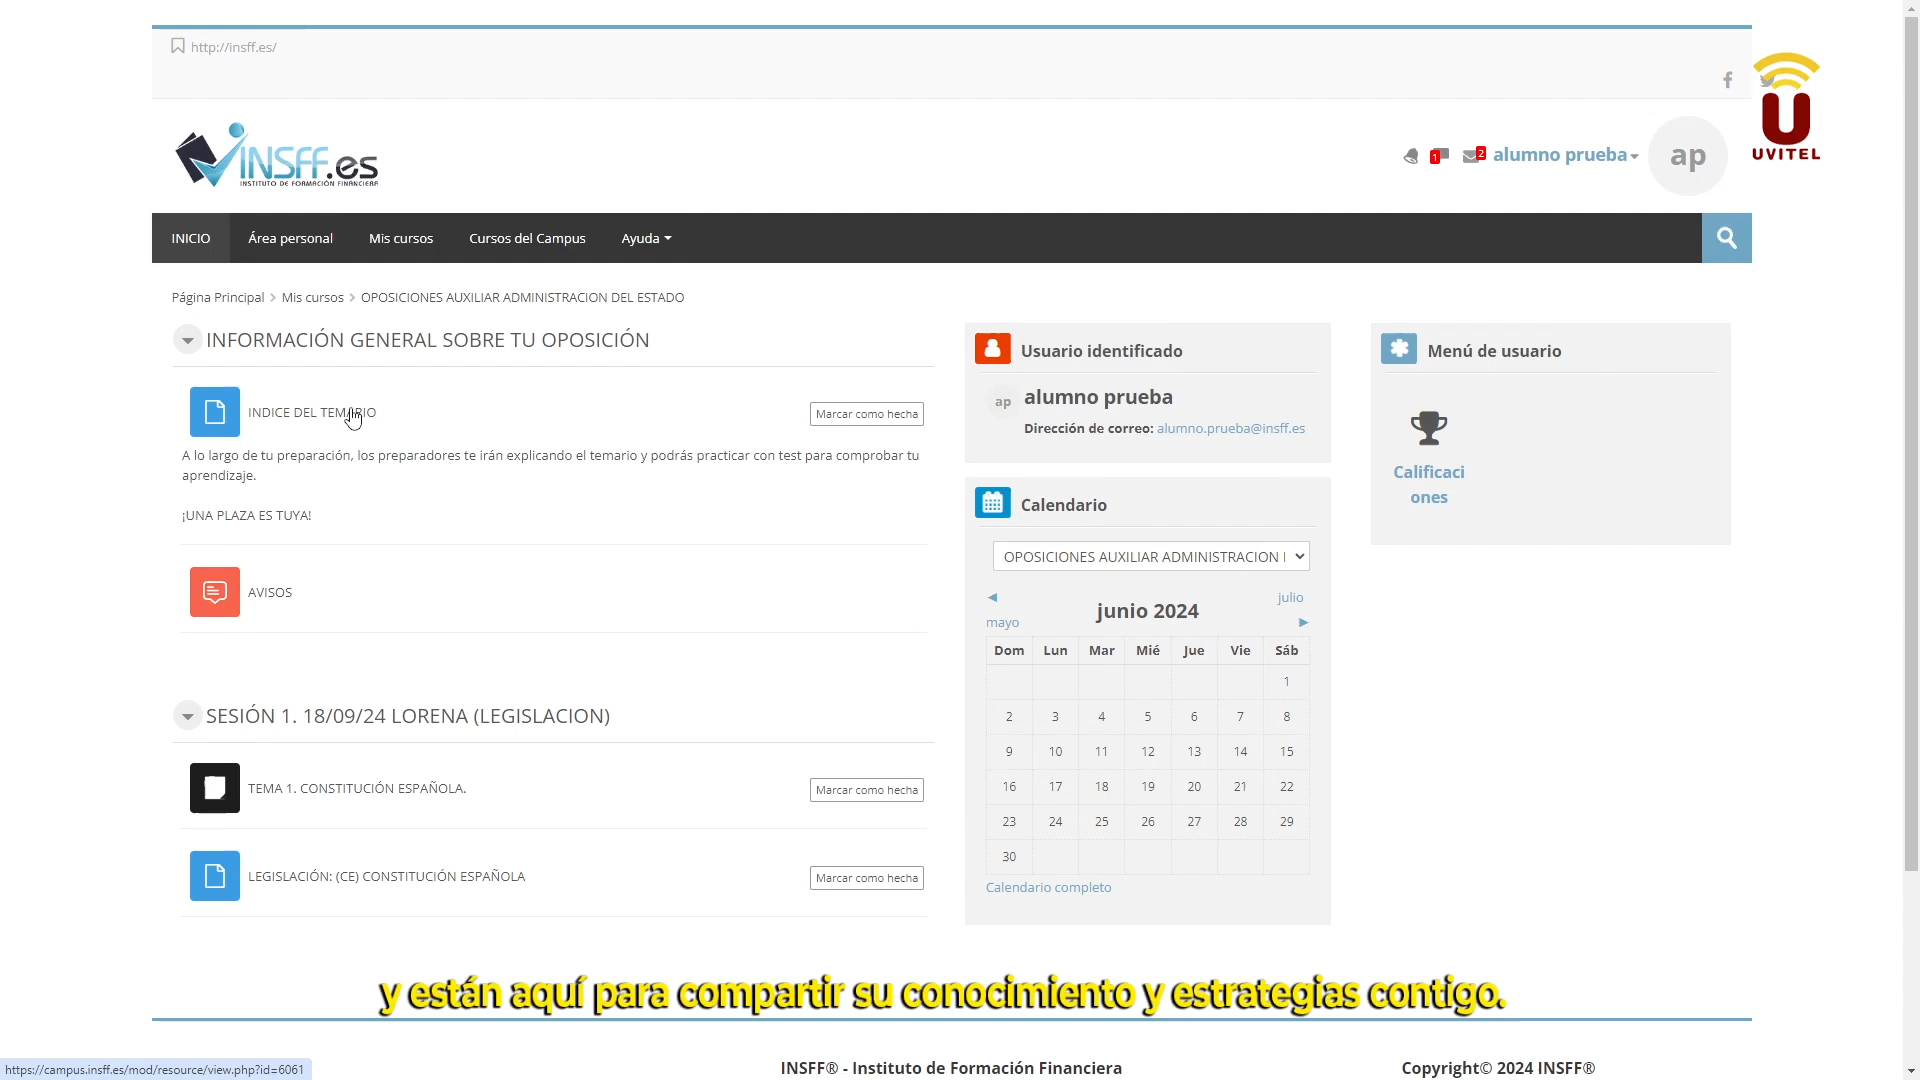 http://insff.es/
UVITEL
INSFF.es
INSTITUTO DE FORMACIÓN FINANCIERA
1
2
alumno prueba
ap
INICIO
Área personal
Mis cursos
Cursos del Campus
Ayuda
Página Principal > Mis cursos > OPOSICIONES AUXILIAR ADMINISTRACION DEL ESTADO
INFORMACIÓN GENERAL SOBRE TU OPOSICIÓN
INDICE DEL TEMARIO
Marcar como hecha
A lo largo de tu preparación, los preparadores te irán explicando el temario y podrás practicar con test para comprobar tu
aprendizaje.
¡UNA PLAZA ES TUYA!
AVISOS
SESIÓN 1. 18/09/24 LORENA (LEGISLACION)
TEMA 1. CONSTITUCIÓN ESPAÑOLA.
Marcar como hecha
LEGISLACIÓN: (CE) CONSTITUCIÓN ESPAÑOLA
Marcar como hecha
Usuario identificado
ap
alumno prueba
Dirección de correo: alumno.prueba@insff.es
Calendario
OPOSICIONES AUXILIAR ADMINISTRACION
◄
mayo
junio 2024
julio
►
Dom Lun Mar Mié Jue Vie Sáb
1
2 3 4 5 6 7 8
9 10 11 12 13 14 15
16 17 18 19 20 21 22
23 24 25 26 27 28 29
30
Calendario completo
Menú de usuario
Calificaci
ones
y están aquí para compartir su conocimiento y estrategias contigo.
https://campus.insff.es/mod/resource/view.php?id=6061
INSFF® - Instituto de Formación Financiera
Copyright© 2024 INSFF®